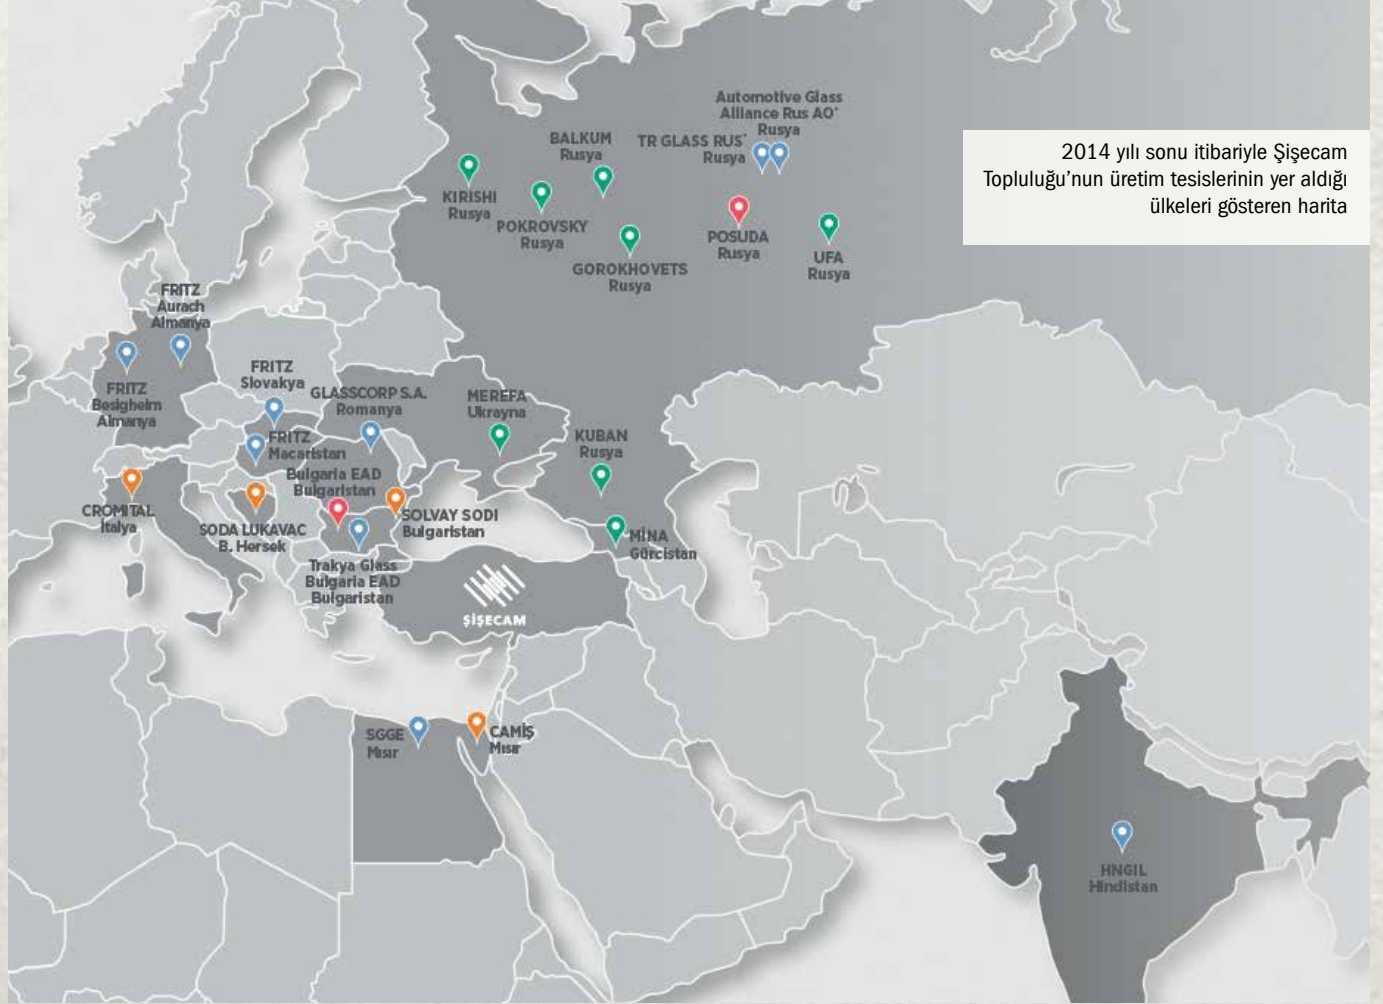 Automotive Glass
Alliance Rus AO*
Rusya
TR GLASS RUS*
Rusya
BALKUM
Rusya
KIRISHI
Rusya
POKROVSKY
Rusya
GOROKHOVETS
Rusya
POSUDA
Rusya
UFA
Rusya
2014 yılı sonu itibariyle Şişecam
Topluluğu'nun üretim tesislerinin yer aldığı
ülkeleri gösteren harita
FRITZ
Aurach
Almanya
FRITZ
Besigheim
Almanya
FRITZ
Slovakya
GLASSCORP S.A.
Romanya
MEREFA
Ukrayna
FRITZ
Macaristan
KUBAN
Rusya
Bulgaria EAD
Bulgaristan
CROMITAL
İtalya
SODA LUKAVAC
B. Hersek
SOLVAY SODI
Bulgaristan
MİNA
Gürcistan
Trakya Glass
Bulgaria EAD
Bulgaristan
ŞİŞECAM
SGGE
Mısır
CAMİŞ
Mısır
HNGIL
Hindistan